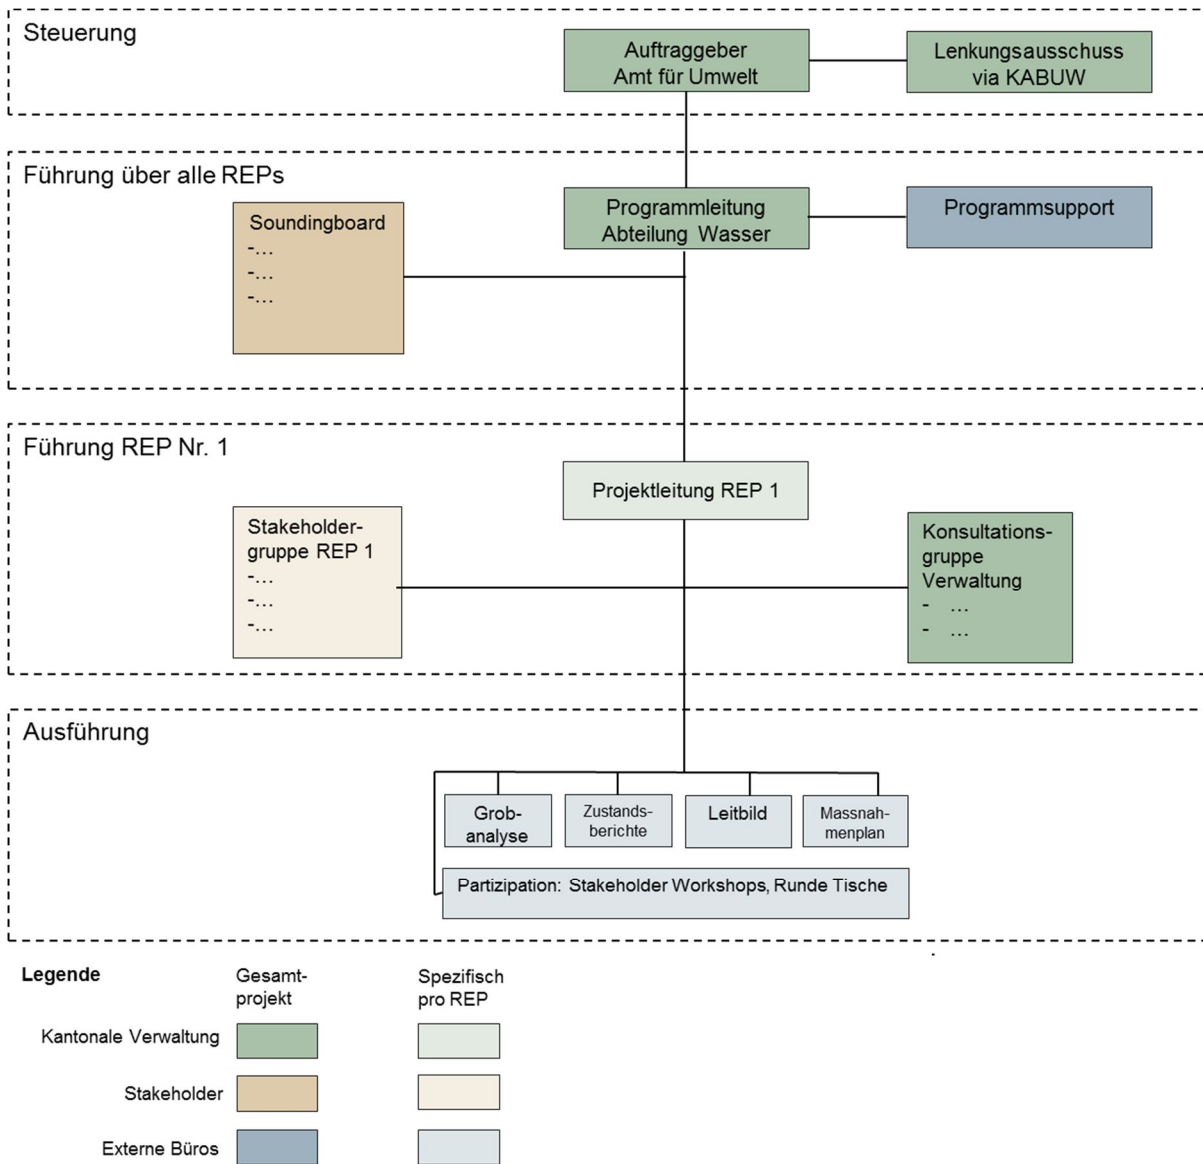 Steuerung
Auftraggeber
Amt für Umwelt
Lenkungsausschuss
via KABUW
Führung über alle REPs
Soundingboard
-...
-...
-...
Programmleitung
Abteilung Wasser
Programmsupport
Führung REP Nr. 1
Projektleitung REP 1
Stakeholder-
gruppe REP 1
-...
-...
-...
Konsultations-
gruppe
Verwaltung
- ...
- ...
Ausführung
Grob-
analyse
Zustands-
berichte
Leitbild
Massnah-
menplan
Partizipation: Stakeholder Workshops, Runde Tische
Legende
Gesamt-
projekt
Spezifisch
pro REP
Kantonale Verwaltung
Stakeholder
Externe Büros